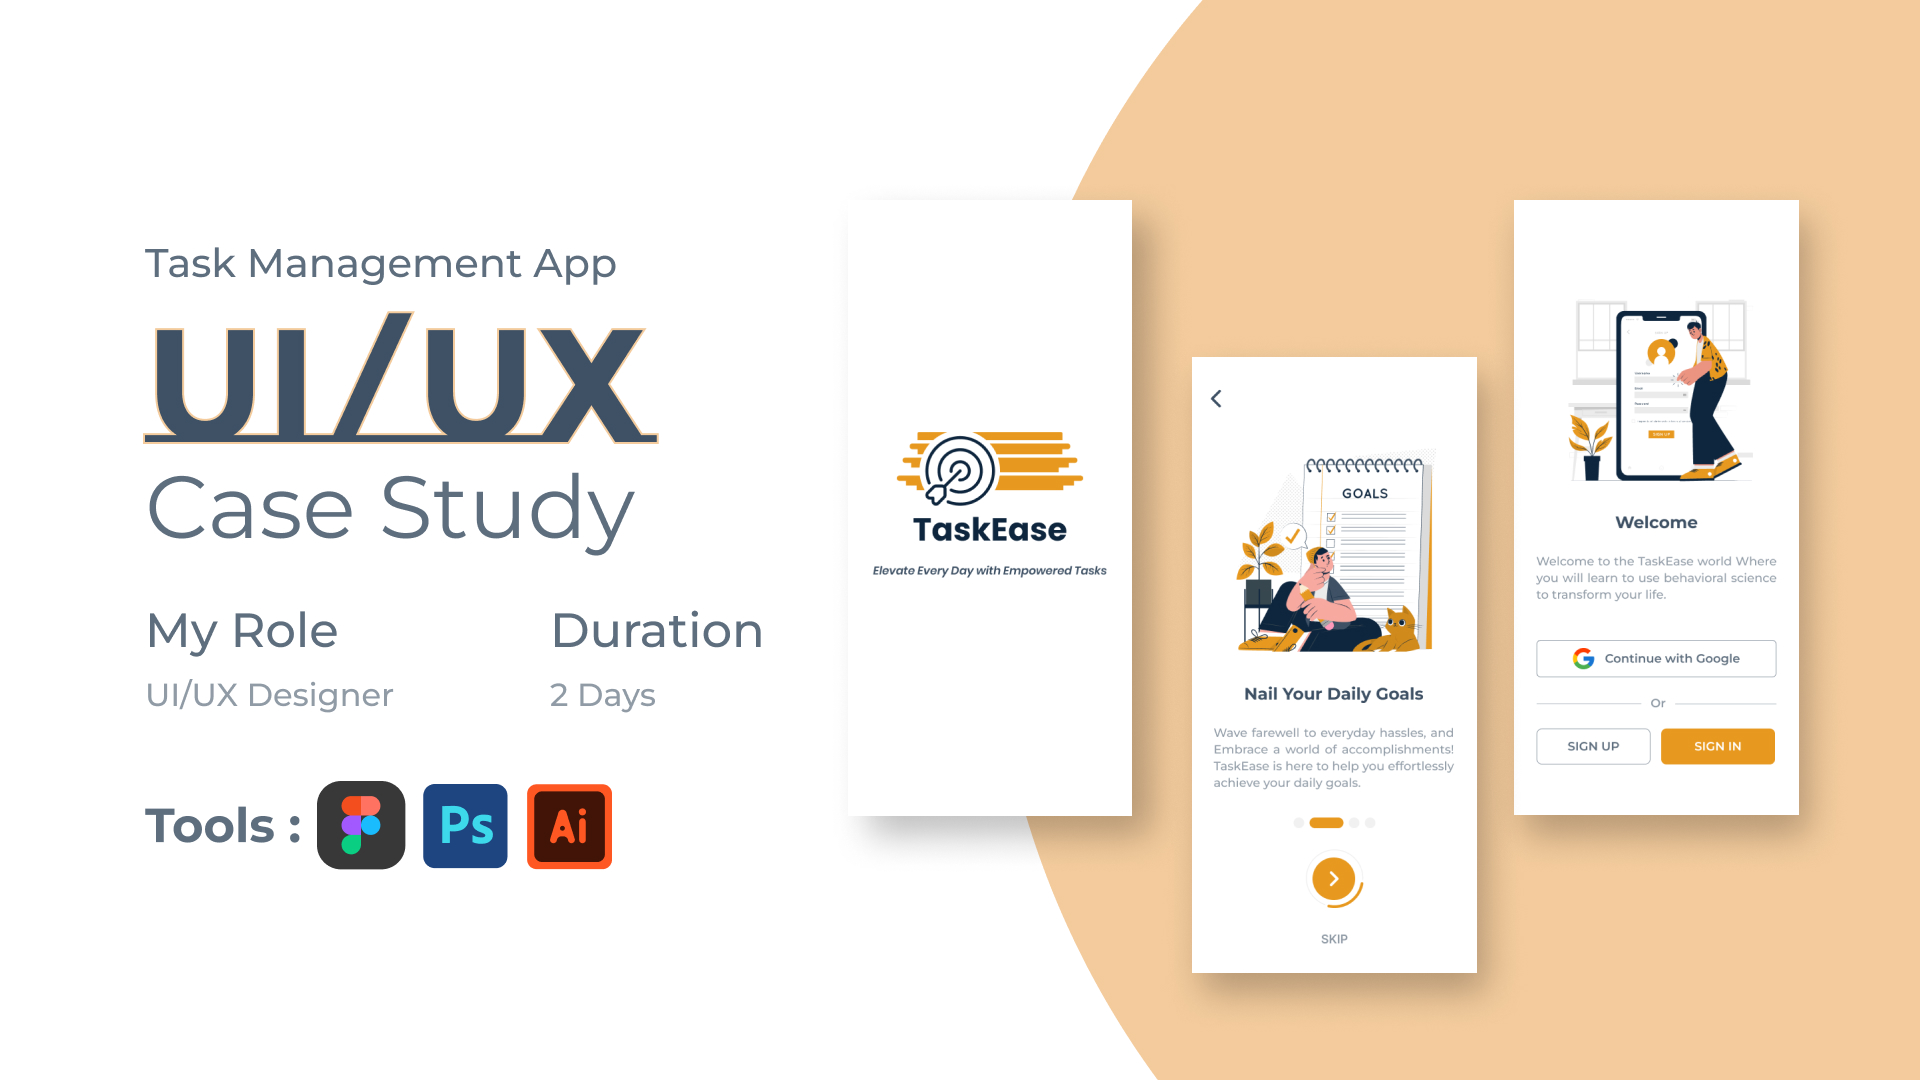 Task Management App
UI/UX
Case Study
My Role
UI/UX Designer
Duration
2 Days
Tools :
Ps
Ai
TaskEase
Elevate Every Day with Empowered Tasks
GOALS
Nail Your Daily Goals
Wave farewell to everyday hassles, and
Embrace a world of accomplishments!
TaskEase is here to help you effortlessly
achieve your daily goals.
SKIP
SIGN UP
Welcome
Welcome to the TaskEase world Where
you will learn to use behavioral science
to transform your life.
Continue with Google
Or
SIGN UP
SIGN IN